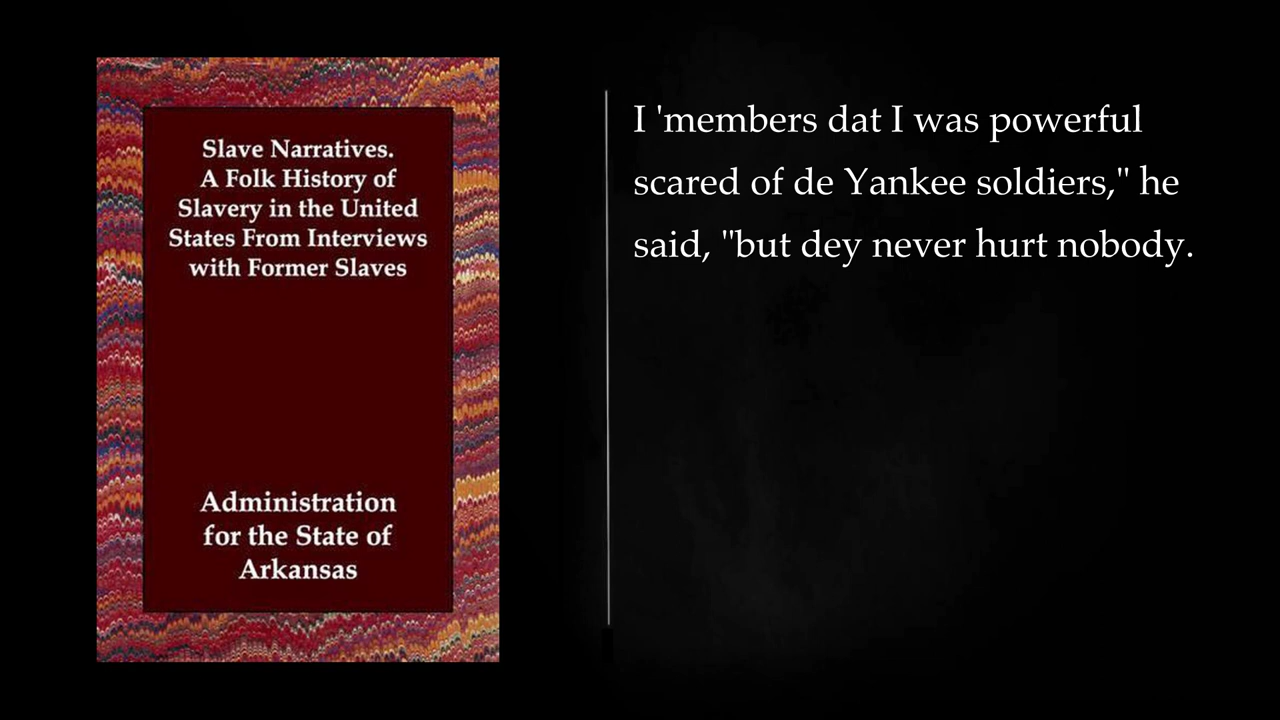 Slave Narratives.
A Folk History of
Slavery in the United
States From Interviews
with Former Slaves
Administration
for the State of
Arkansas
I 'members dat I was powerful
scared of de Yankee soldiers," he
said, "but dey never hurt nobody.